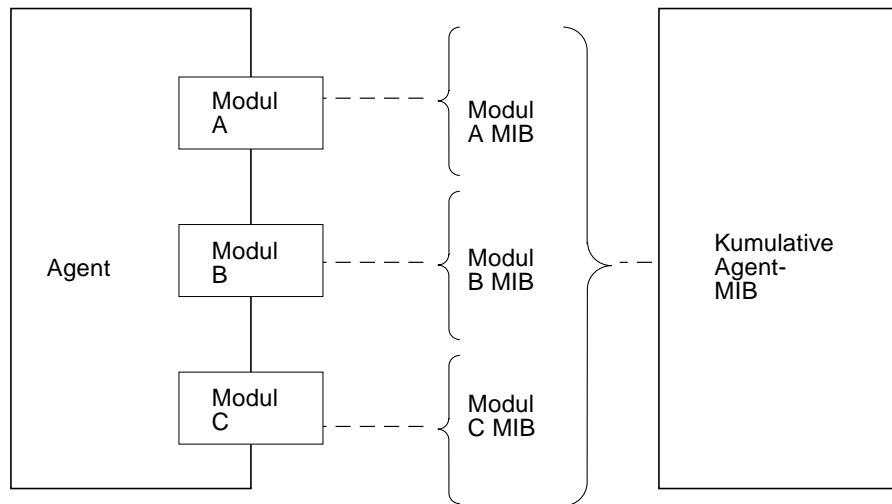 Agent
Modul
A
Modul
A MIB
Modul
B
Modul
B MIB
Modul
C
Modul
C MIB
Kumulative
Agent-
MIB